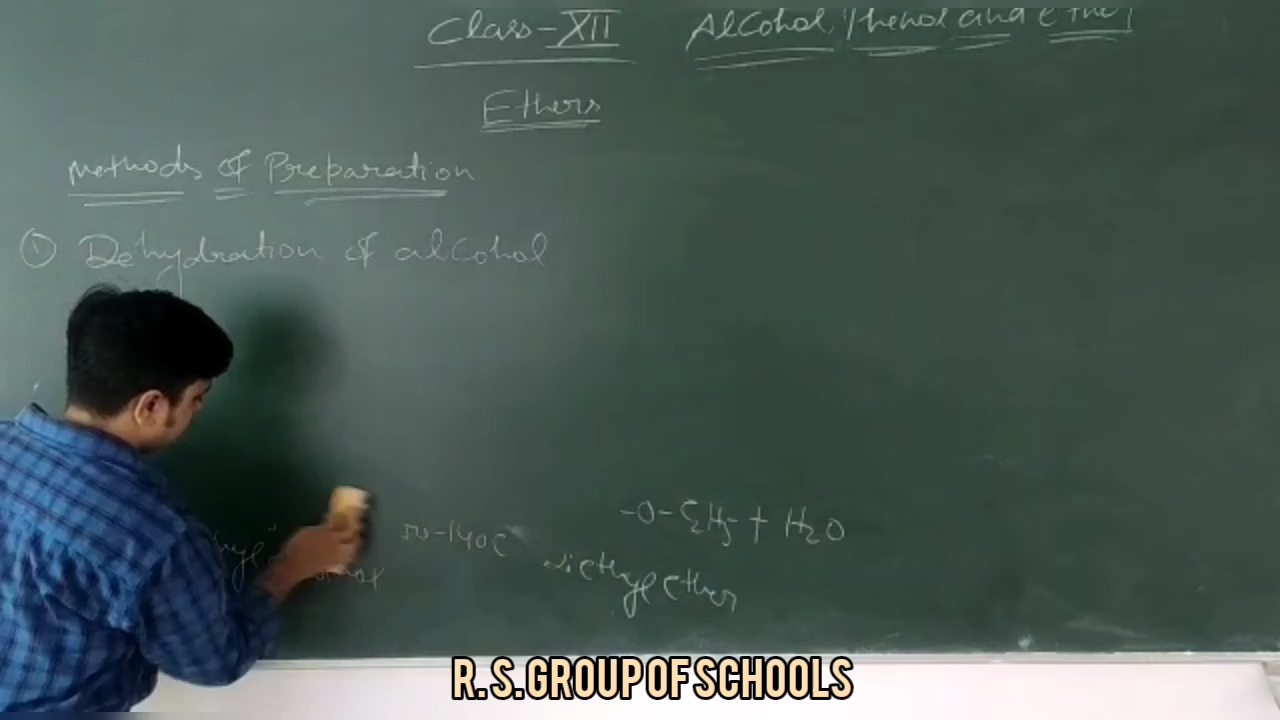 Class-XII Alcohol, Phenol and ether
Ethers
Methods of Preparation
① Dehydration of alcohol
-O-C2H5 + H2O
-140C
diethyl ether
R. S. GROUP OF SCHOOLS